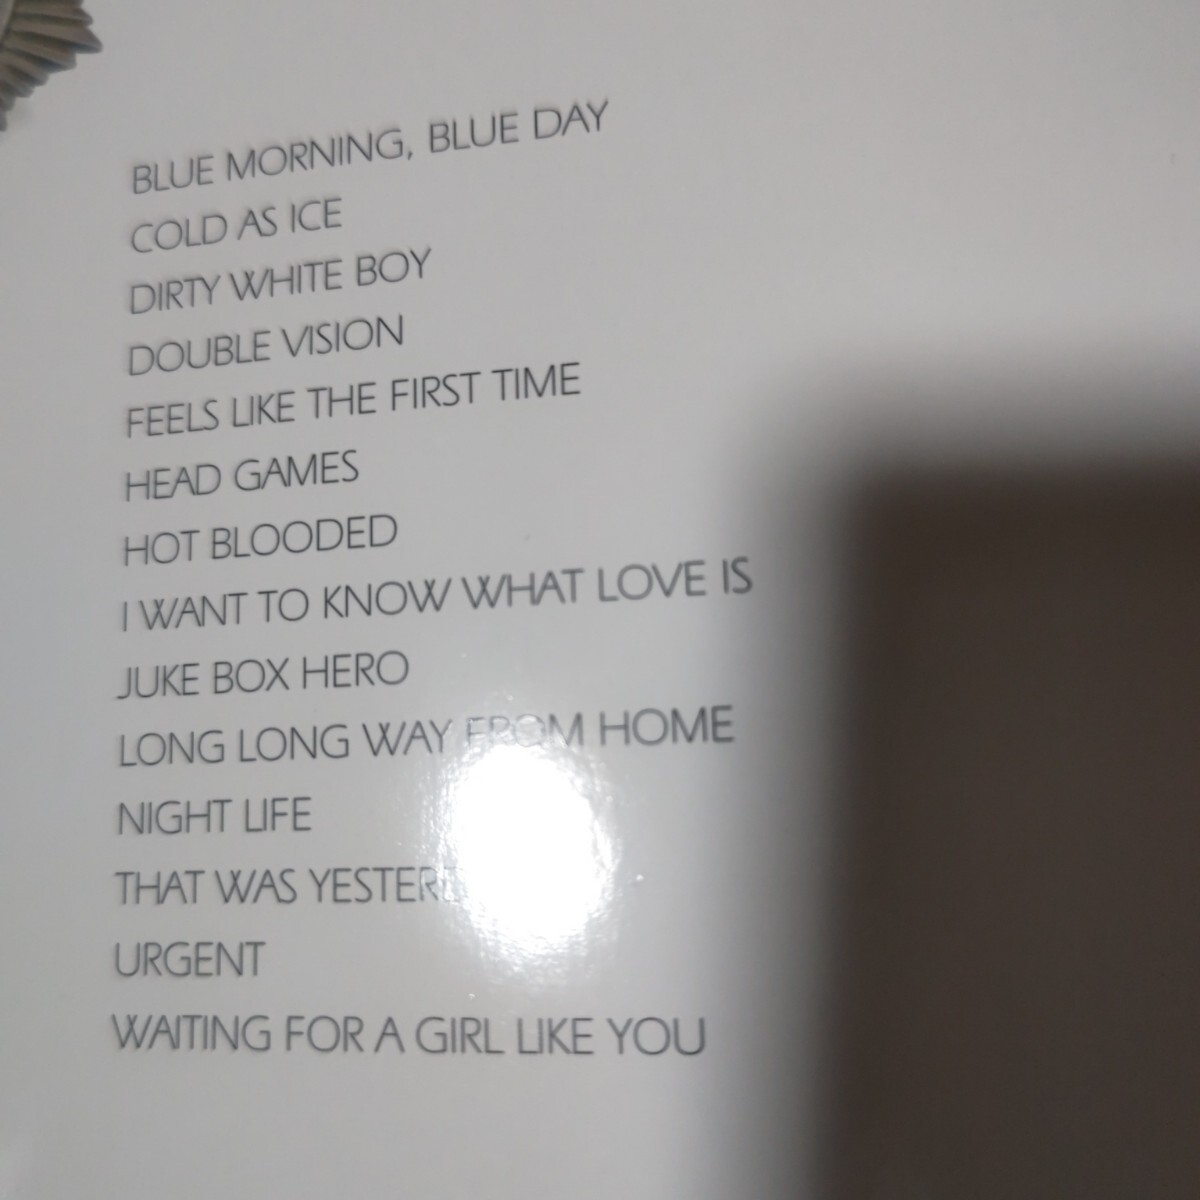 BLUE MORNING, BLUE DAY
COLD AS ICE
DIRTY WHITE BOY
DOUBLE VISION
FEELS LIKE THE FIRST TIME
HEAD GAMES
HOT BLOODED
I WANT TO KNOW WHAT LOVE IS
JUKE BOX HERO
LONG LONG WAY FROM HOME
NIGHT LIFE
THAT WAS
URGENT
WAITING FOR A GIRL LIKE YOU